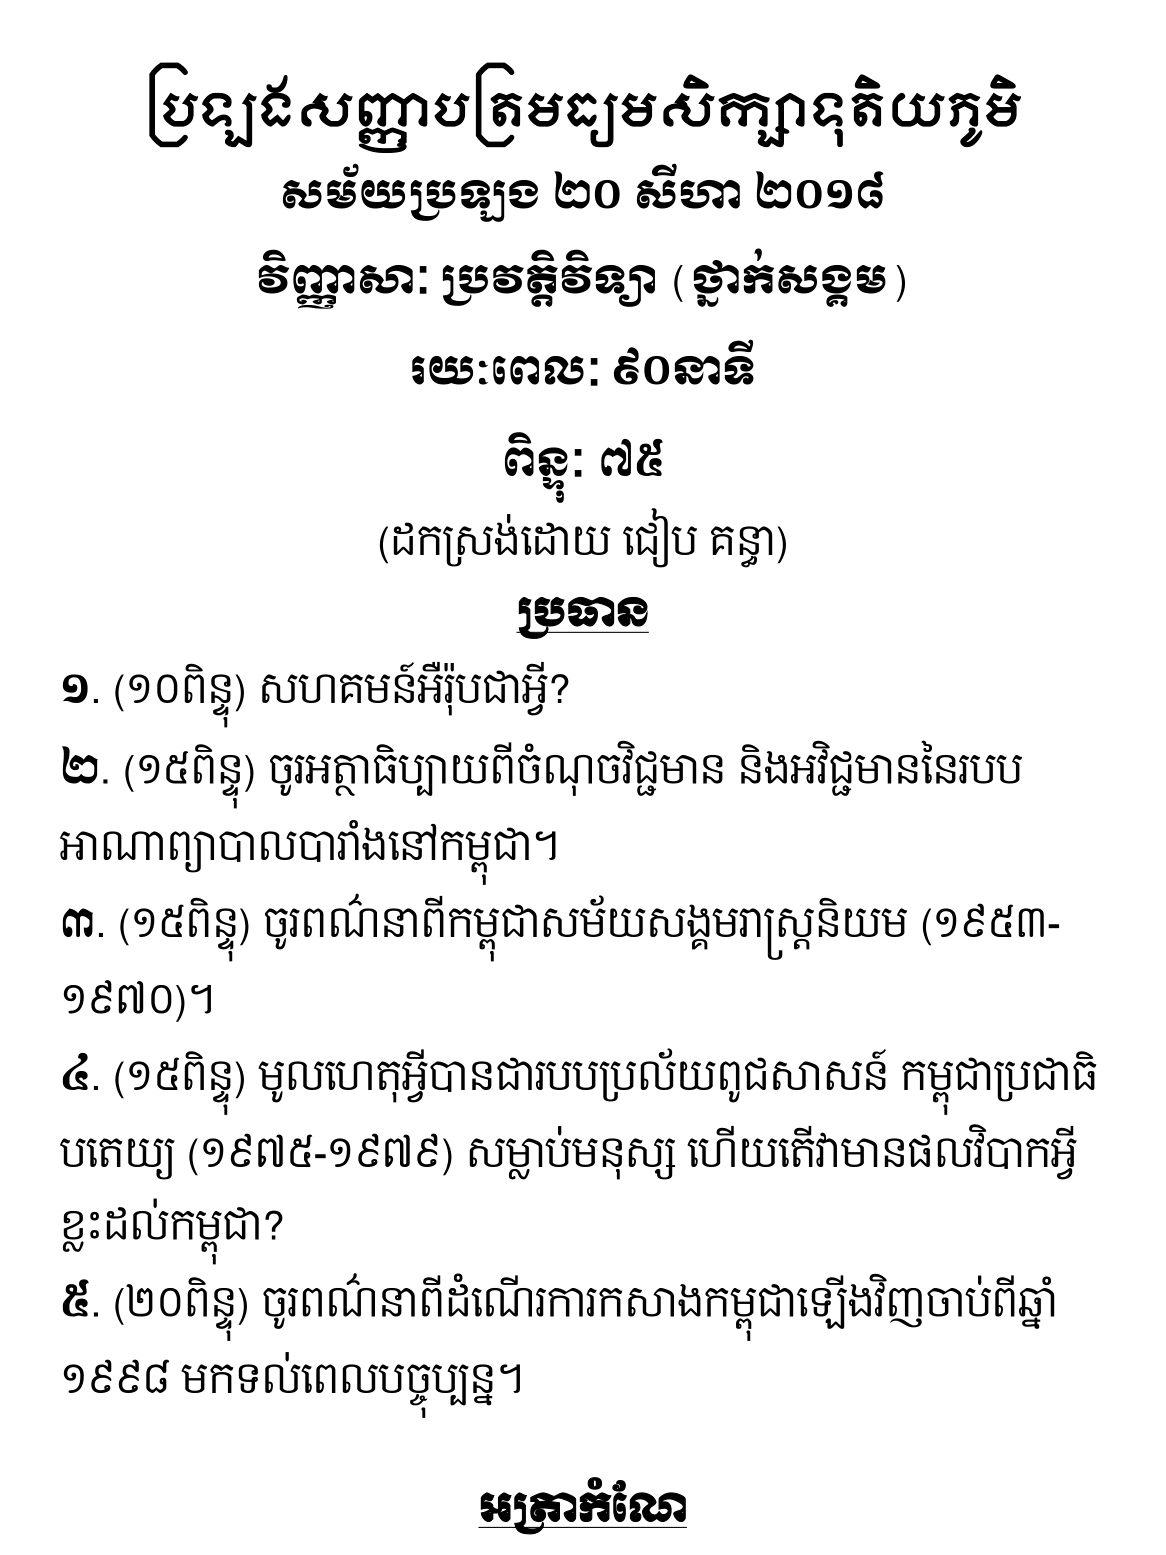 ប្រឡងសញ្ញាបត្រមធ្យមសិក្សាទុតិយភូមិ
សម័យប្រឡង ២០ សីហា ២០១៨
វិញ្ញាសា: ប្រវត្តិវិទ្យា (ថ្នាក់សង្គម)
រយ:ពេល: ៩០នាទី
ពិន្ទុ: ៧៥
(ដកស្រង់ដោយ ជៀប គន្ធា)
ប្រធាន
១. (១០ពិន្ទុ) សហគមន៍អឺរ៉ុបជាអ្វី?
២. (១៥ពិន្ទុ) ចូរអត្ថាធិប្បាយពីចំណុចវិជ្ជមាន និងអវិជ្ជមាននៃរបប
អាណាព្យាបាលបារាំងនៅកម្ពុជា។
៣. (១៥ពិន្ទុ) ចូរពណ៌នាពីកម្ពុជាសម័យសង្គមរាស្ត្រនិយម (១៩៥៣-
១៩៧០)។
៤. (១៥ពិន្ទុ) មូលហេតុអ្វីបានជារបបប្រល័យពូជសាសន៍ កម្ពុជាប្រជាធិ
បតេយ្យ (១៩៧៥-១៩៧៩) សម្លាប់មនុស្ស ហើយតើវាមានផលវិបាកអ្វី
ខ្លះដល់កម្ពុជា?
៥. (២០ពិន្ទុ) ចូរពណ៌នាពីដំណើរការកសាងកម្ពុជាឡើងវិញចាប់ពីឆ្នាំ
១៩៩៨ មកទល់ពេលបច្ចុប្បន្ន។
អត្រាកំណែ